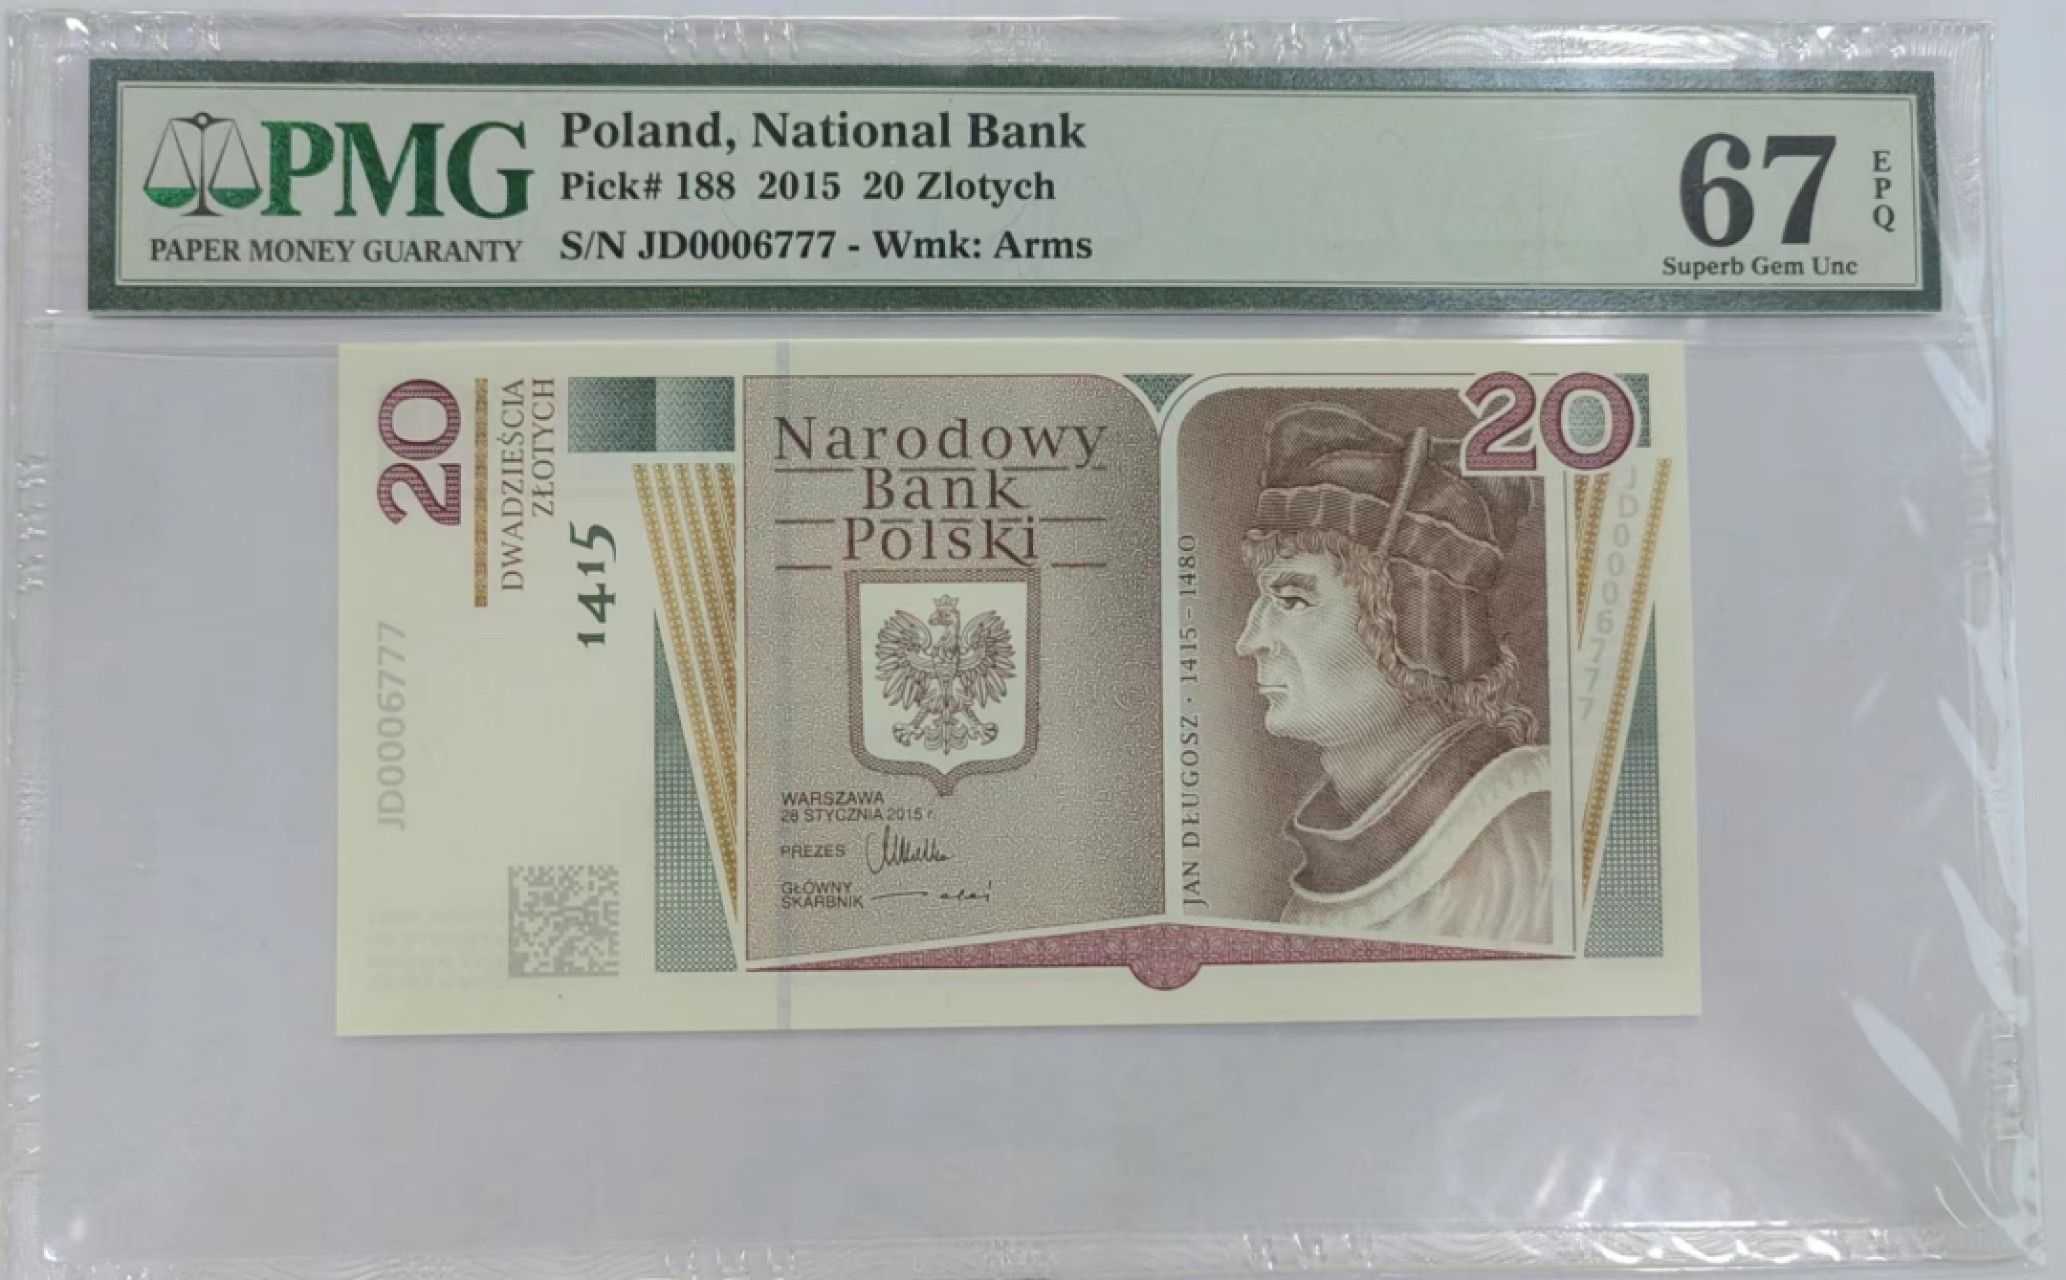 PMG
PAPER MONEY GUARANTY
Poland, National Bank
Pick# 188 2015 20 Zlotych
S/N JD0006777 - Wmk: Arms
67
EPQ
Superb Gem Unc
20
DWADZIEŚCIA
ZŁOTYCH
1415
JD0006777
Narodowy
Bank
Polski
WARSZAWA
28 STYCZNIA 2015 r.
PREZES
GŁÓWNY
SKARBNIK
JAN DŁUGOSZ · 1415 – 1480
20
JD0006777